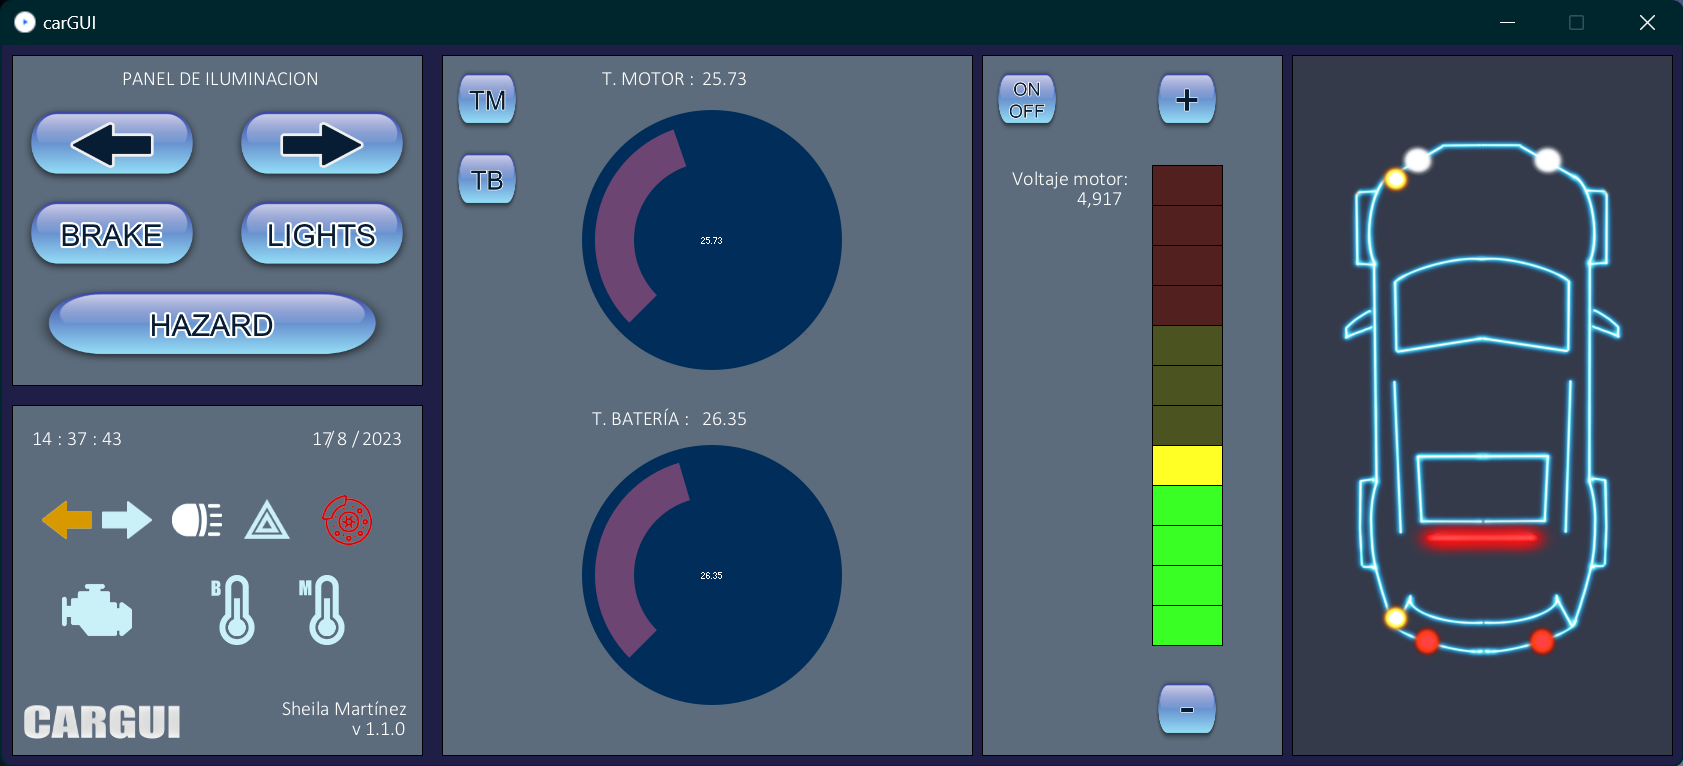 carGUI
PANEL DE ILUMINACION
BRAKE
LIGHTS
HAZARD
14 : 37 : 43
17/ 8 / 2023
B
M
CARGUI
Sheila Martínez
v 1.1.0
TM
T. MOTOR : 25.73
TB
25.73
T. BATERÍA : 26.35
26.35
ON
OFF
+
Voltaje motor:
4,917
-